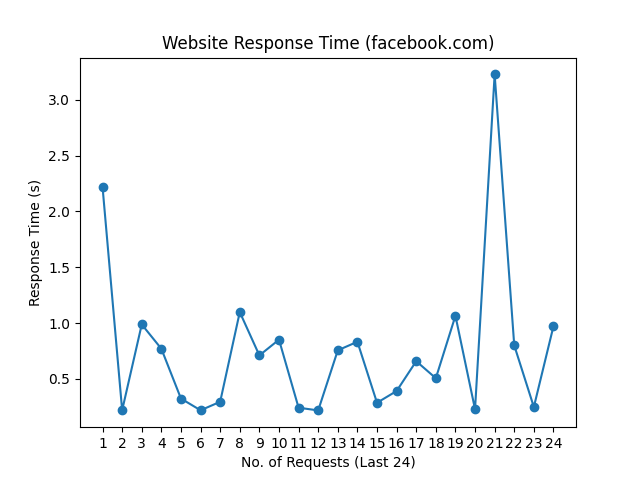 Website Response Time (facebook.com)
Response Time (s)
3.0
2.5
2.0
1.5
1.0
0.5
1 2 3 4 5 6 7 8 9 10 11 12 13 14 15 16 17 18 19 20 21 22 23 24
No. of Requests (Last 24)